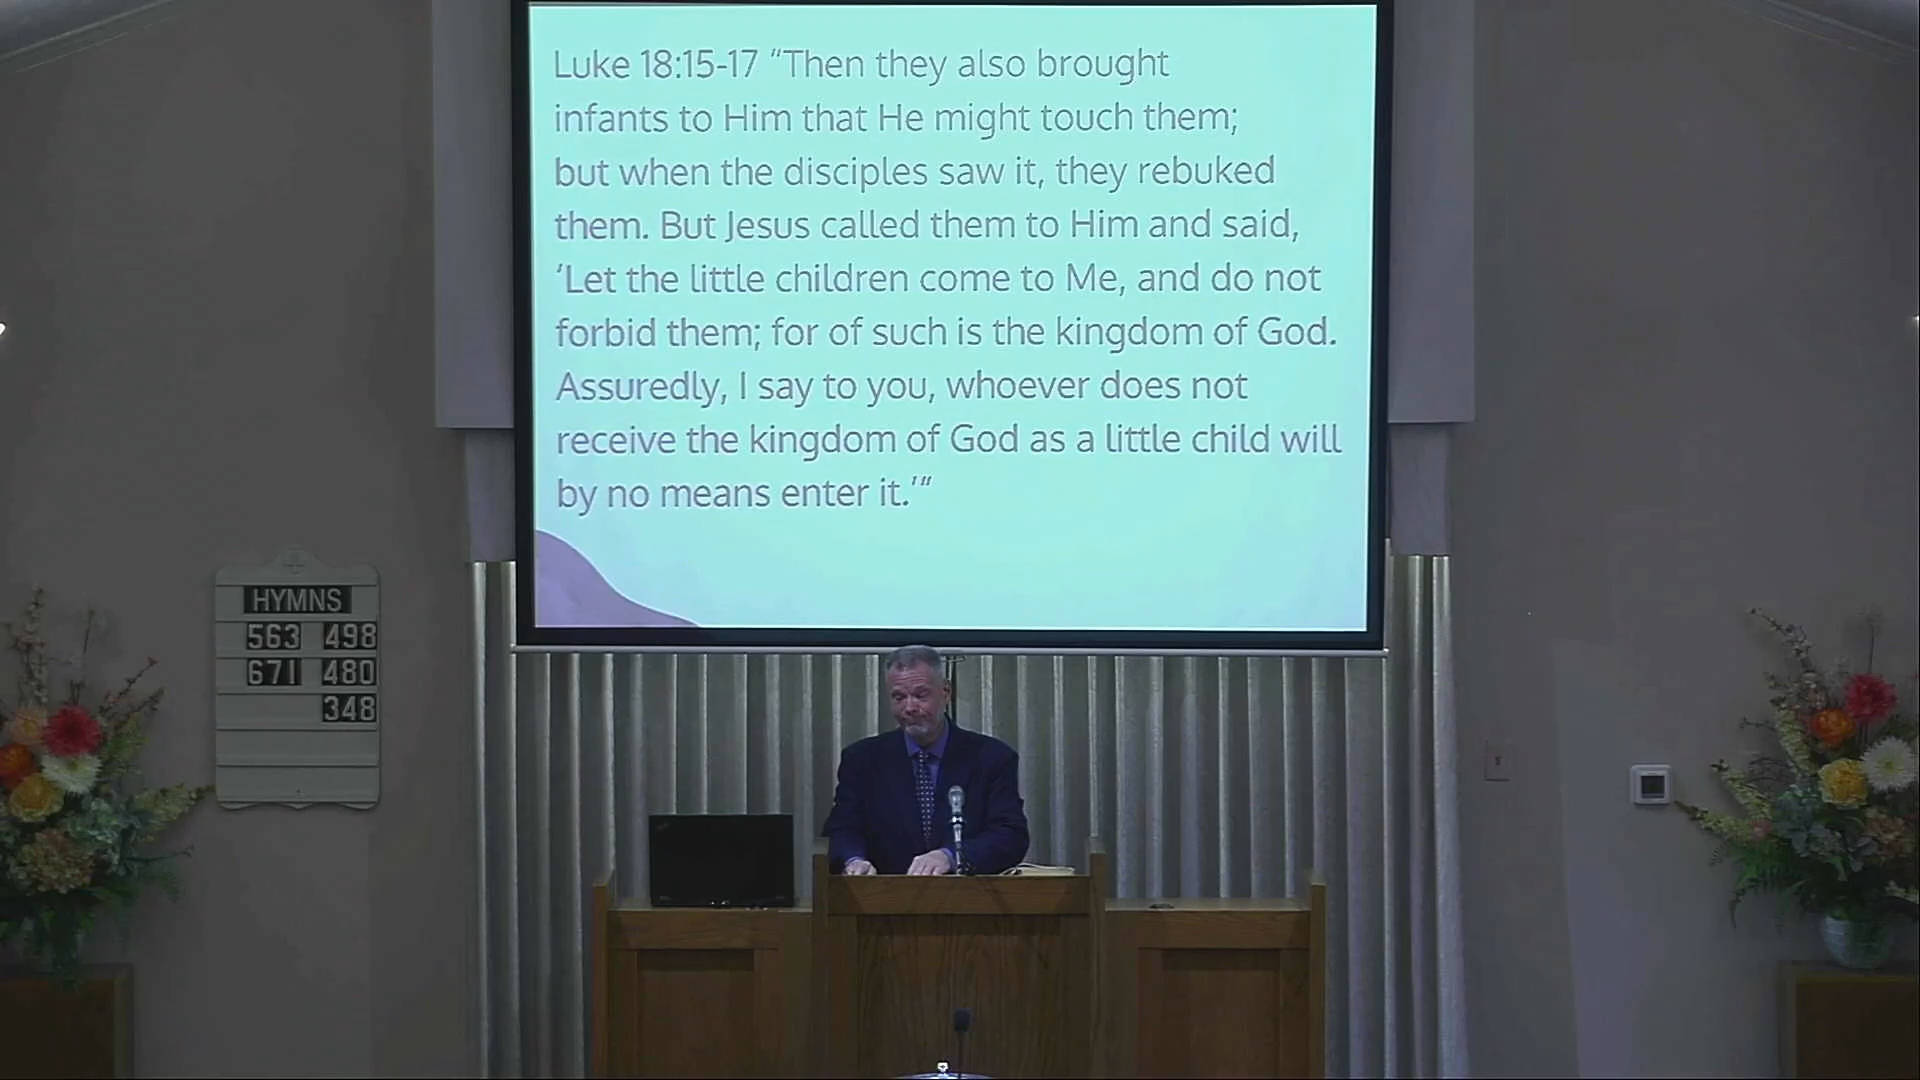 Luke 18:15-17 “Then they also brought
infants to Him that He might touch them;
but when the disciples saw it, they rebuked
them. But Jesus called them to Him and said,
‘Let the little children come to Me, and do not
forbid them; for of such is the kingdom of God.
Assuredly, I say to you, whoever does not
receive the kingdom of God as a little child will
by no means enter it.’”
HYMNS
563 498
671 480
348